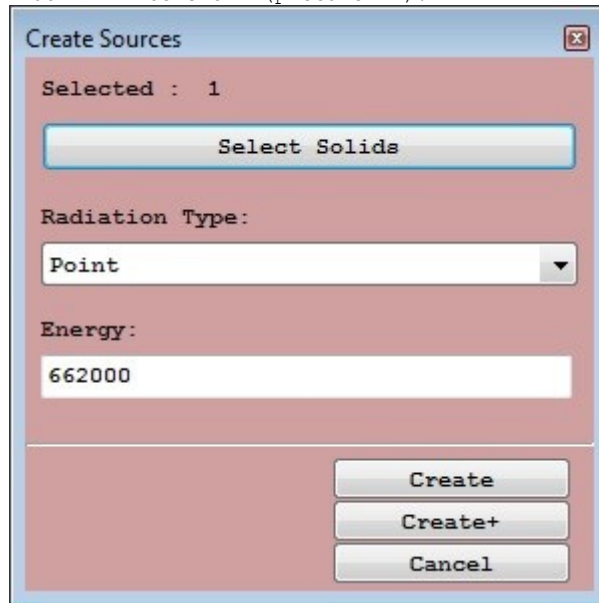 Create Sources
Selected : 1
Select Solids
Radiation Type:
Point
Energy:
662000
Create
Create+
Cancel